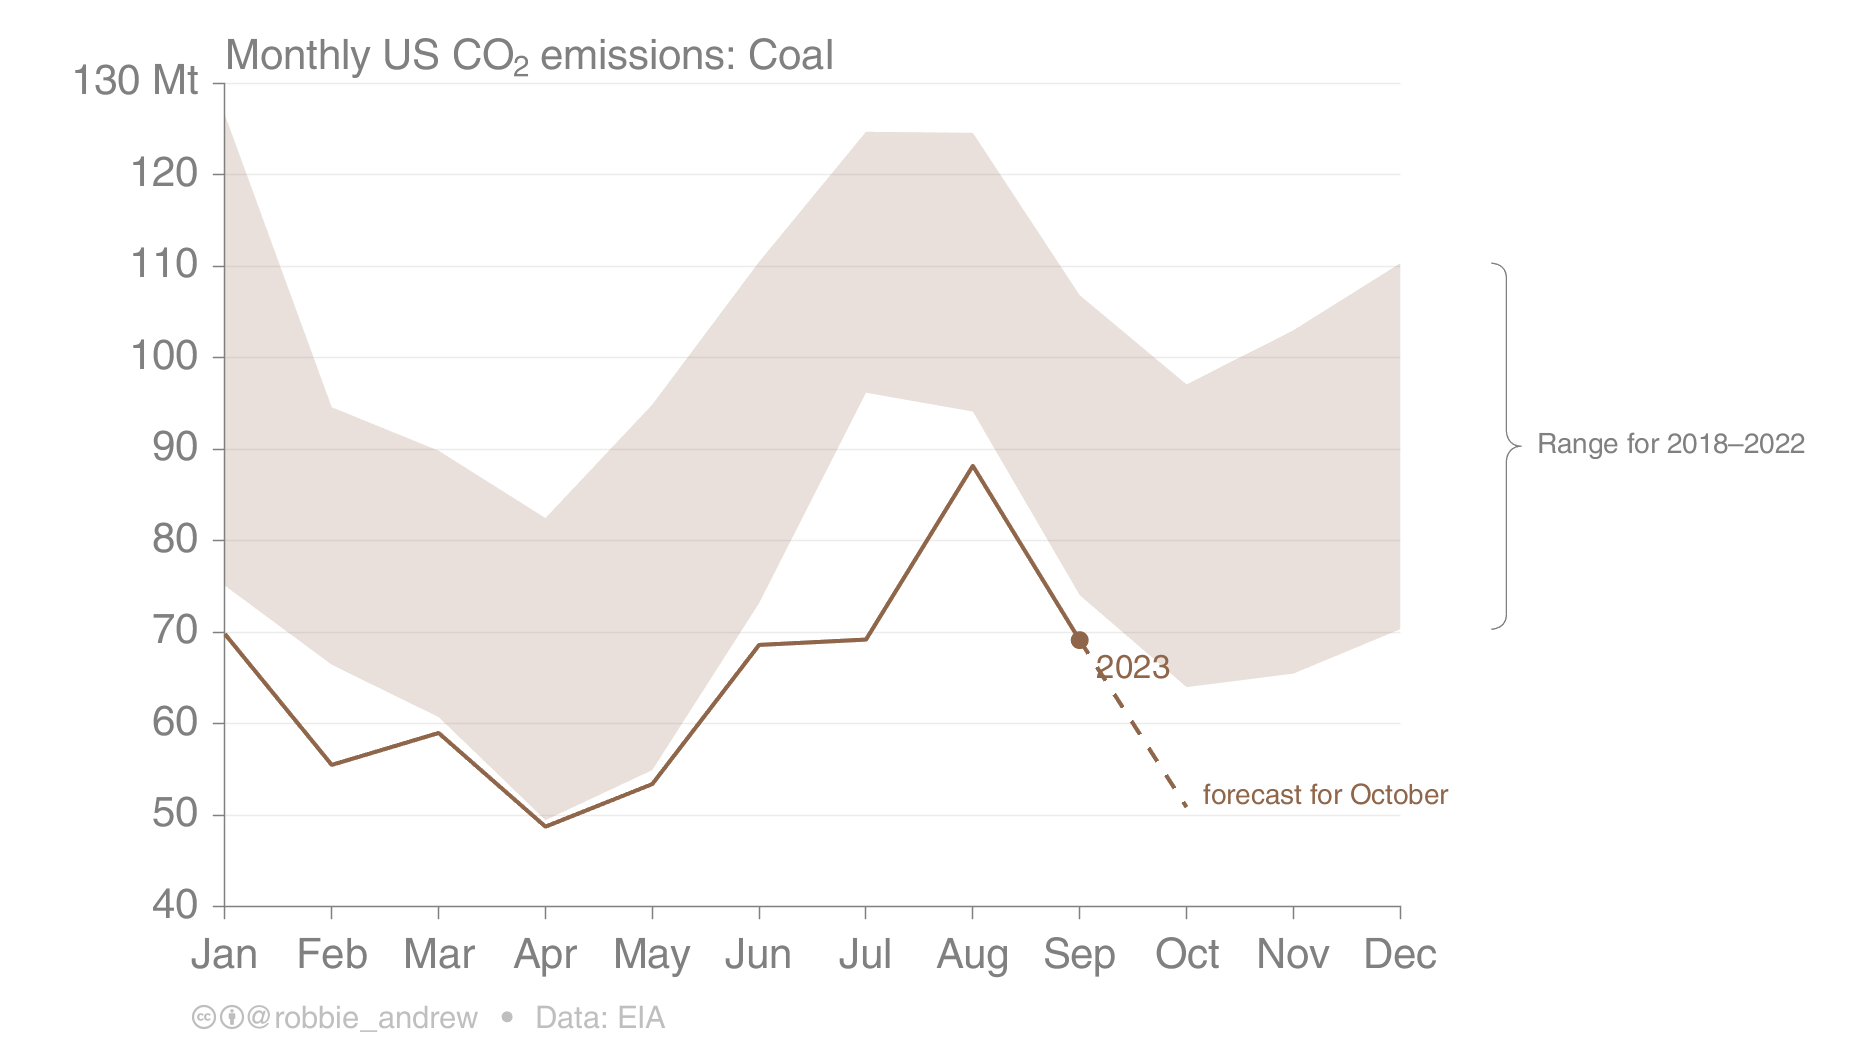 Monthly US CO₂ emissions: Coal
130 Mt
120
110
100
90
80
70
60
50
40
Range for 2018–2022
2023
forecast for October
Jan Feb Mar Apr May Jun Jul Aug Sep Oct Nov Dec
@robbie_andrew • Data: EIA